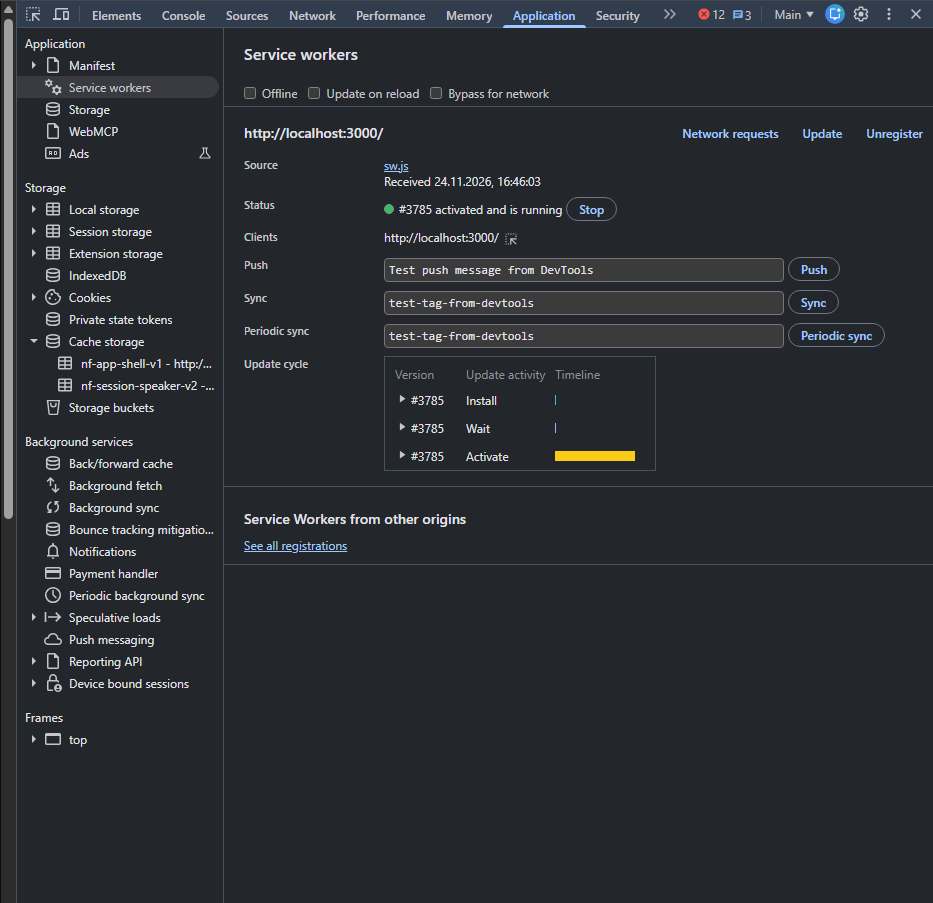 Elements Console Sources Network Performance Memory Application Security 12 3 Main
Application
Manifest
Service workers
Storage
WebMCP
AD Ads
Storage
Local storage
Session storage
Extension storage
IndexedDB
Cookies
Private state tokens
Cache storage
nf-app-shell-v1 - http:/...
nf-session-speaker-v2 -...
Storage buckets
Background services
Back/forward cache
Background fetch
Background sync
Bounce tracking mitigatio...
Notifications
Payment handler
Periodic background sync
Speculative loads
Push messaging
Reporting API
Device bound sessions
Frames
top
Service workers
Offline Update on reload Bypass for network
http://localhost:3000/ Network requests Update Unregister
Source sw.js
Received 24.11.2026, 16:46:03
Status #3785 activated and is running Stop
Clients http://localhost:3000/
Push Test push message from DevTools Push
Sync test-tag-from-devtools Sync
Periodic sync test-tag-from-devtools Periodic sync
Update cycle
Version Update activity Timeline
#3785 Install
#3785 Wait
#3785 Activate
Service Workers from other origins
See all registrations